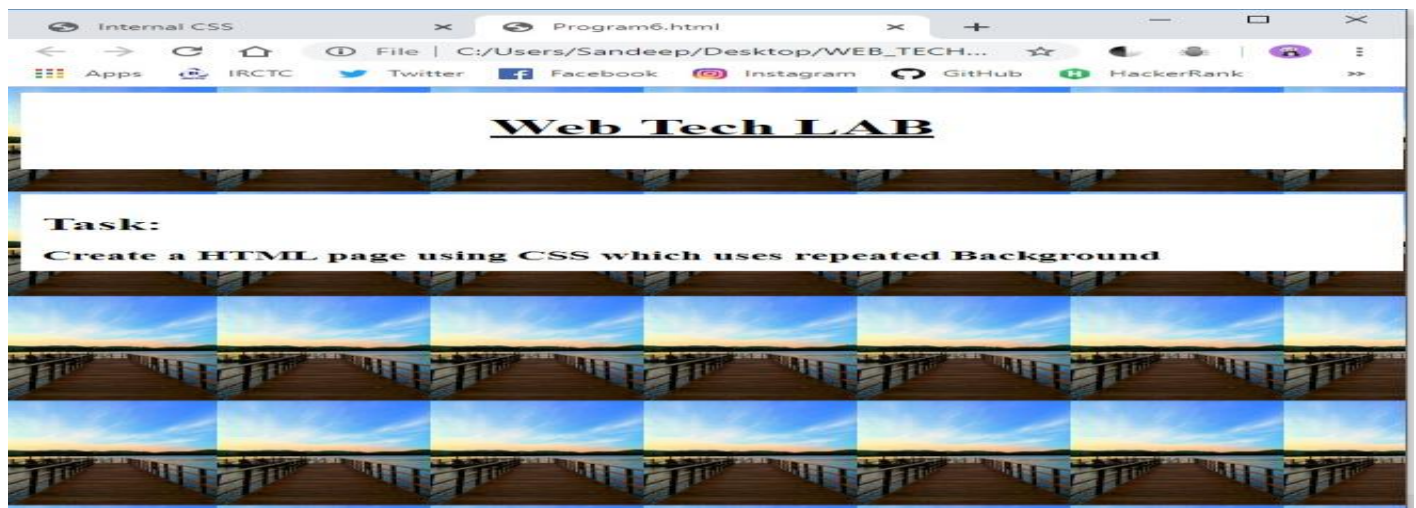 Internal CSS × Program6.html × +
File | C:/Users/Sandeep/Desktop/WEB_TECH...
Apps IRCTC Twitter Facebook Instagram GitHub HackerRank »
Web Tech LAB
Task:
Create a HTML page using CSS which uses repeated Background